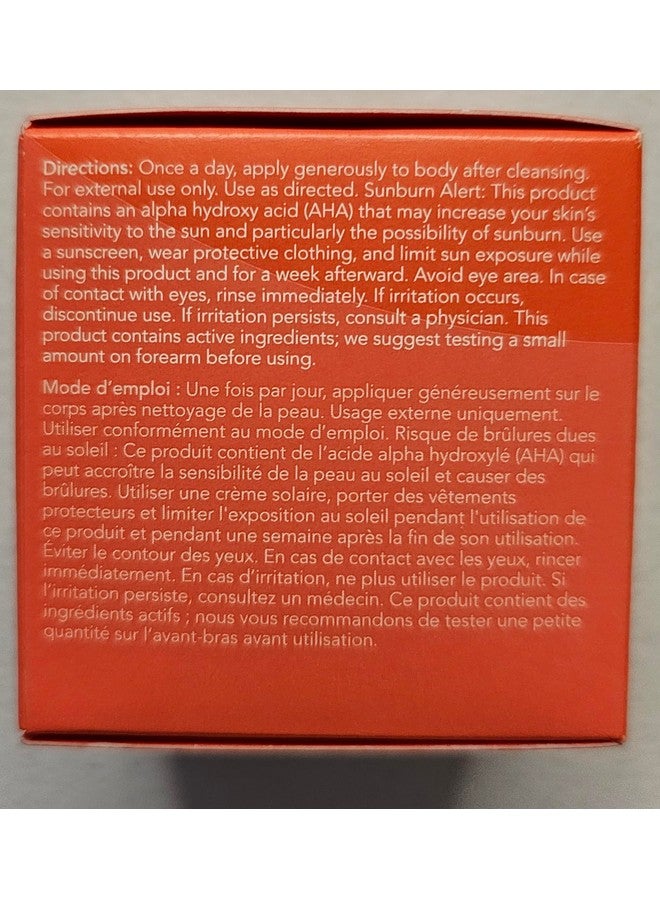 Directions: Once a day, apply generously to body after cleansing.
For external use only. Use as directed. Sunburn Alert: This product
contains an alpha hydroxy acid (AHA) that may increase your skin's
sensitivity to the sun and particularly the possibility of sunburn. Use
a sunscreen, wear protective clothing, and limit sun exposure while
using this product and for a week afterward. Avoid eye area. In case
of contact with eyes, rinse immediately. If irritation occurs,
discontinue use. If irritation persists, consult a physician. This
product contains active ingredients; we suggest testing a small
amount on forearm before using.
Mode d'emploi : Une fois par jour, appliquer généreusement sur le
corps après nettoyage de la peau. Usage externe uniquement.
Utiliser conformément au mode d'emploi. Risque de brûlures dues
au soleil : Ce produit contient de l'acide alpha hydroxylé (AHA) qui
peut accroître la sensibilité de la peau au soleil et causer des
brûlures. Utiliser une crème solaire, porter des vêtements
protecteurs et limiter l'exposition au soleil pendant l'utilisation de
ce produit et pendant une semaine après la fin de son utilisation.
Éviter le contour des yeux. En cas de contact avec les yeux, rincer
immédiatement. En cas d'irritation, ne plus utiliser le produit. Si
l'irritation persiste, consultez un médecin. Ce produit contient des
ingrédients actifs ; nous vous recommandons de tester une petite
quantité sur l'avant-bras avant utilisation.